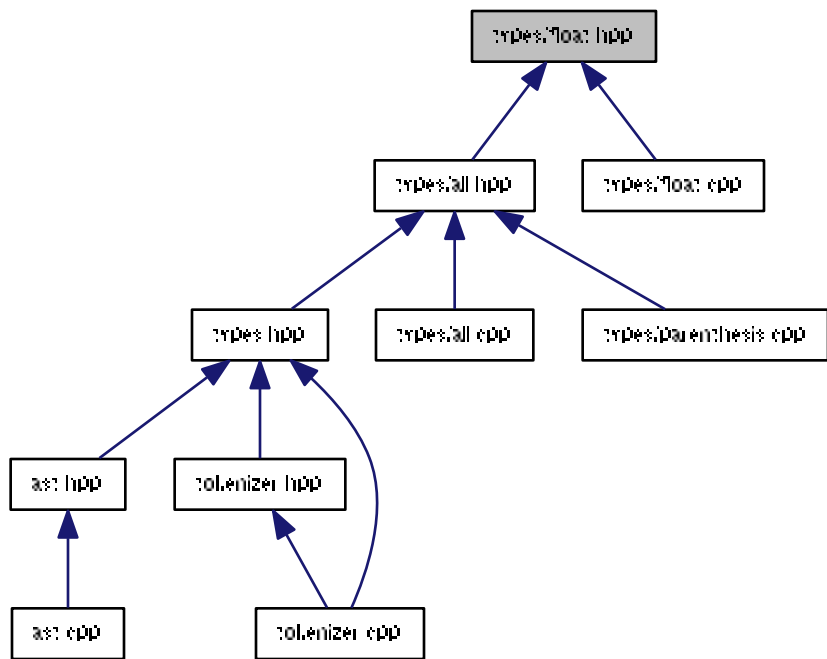 types/float.hpp
types/all.hpp
types/float.cpp
types.hpp
types/all.cpp
types/parenthesis.cpp
ast.hpp
tokenizer.hpp
ast.cpp
tokenizer.cpp